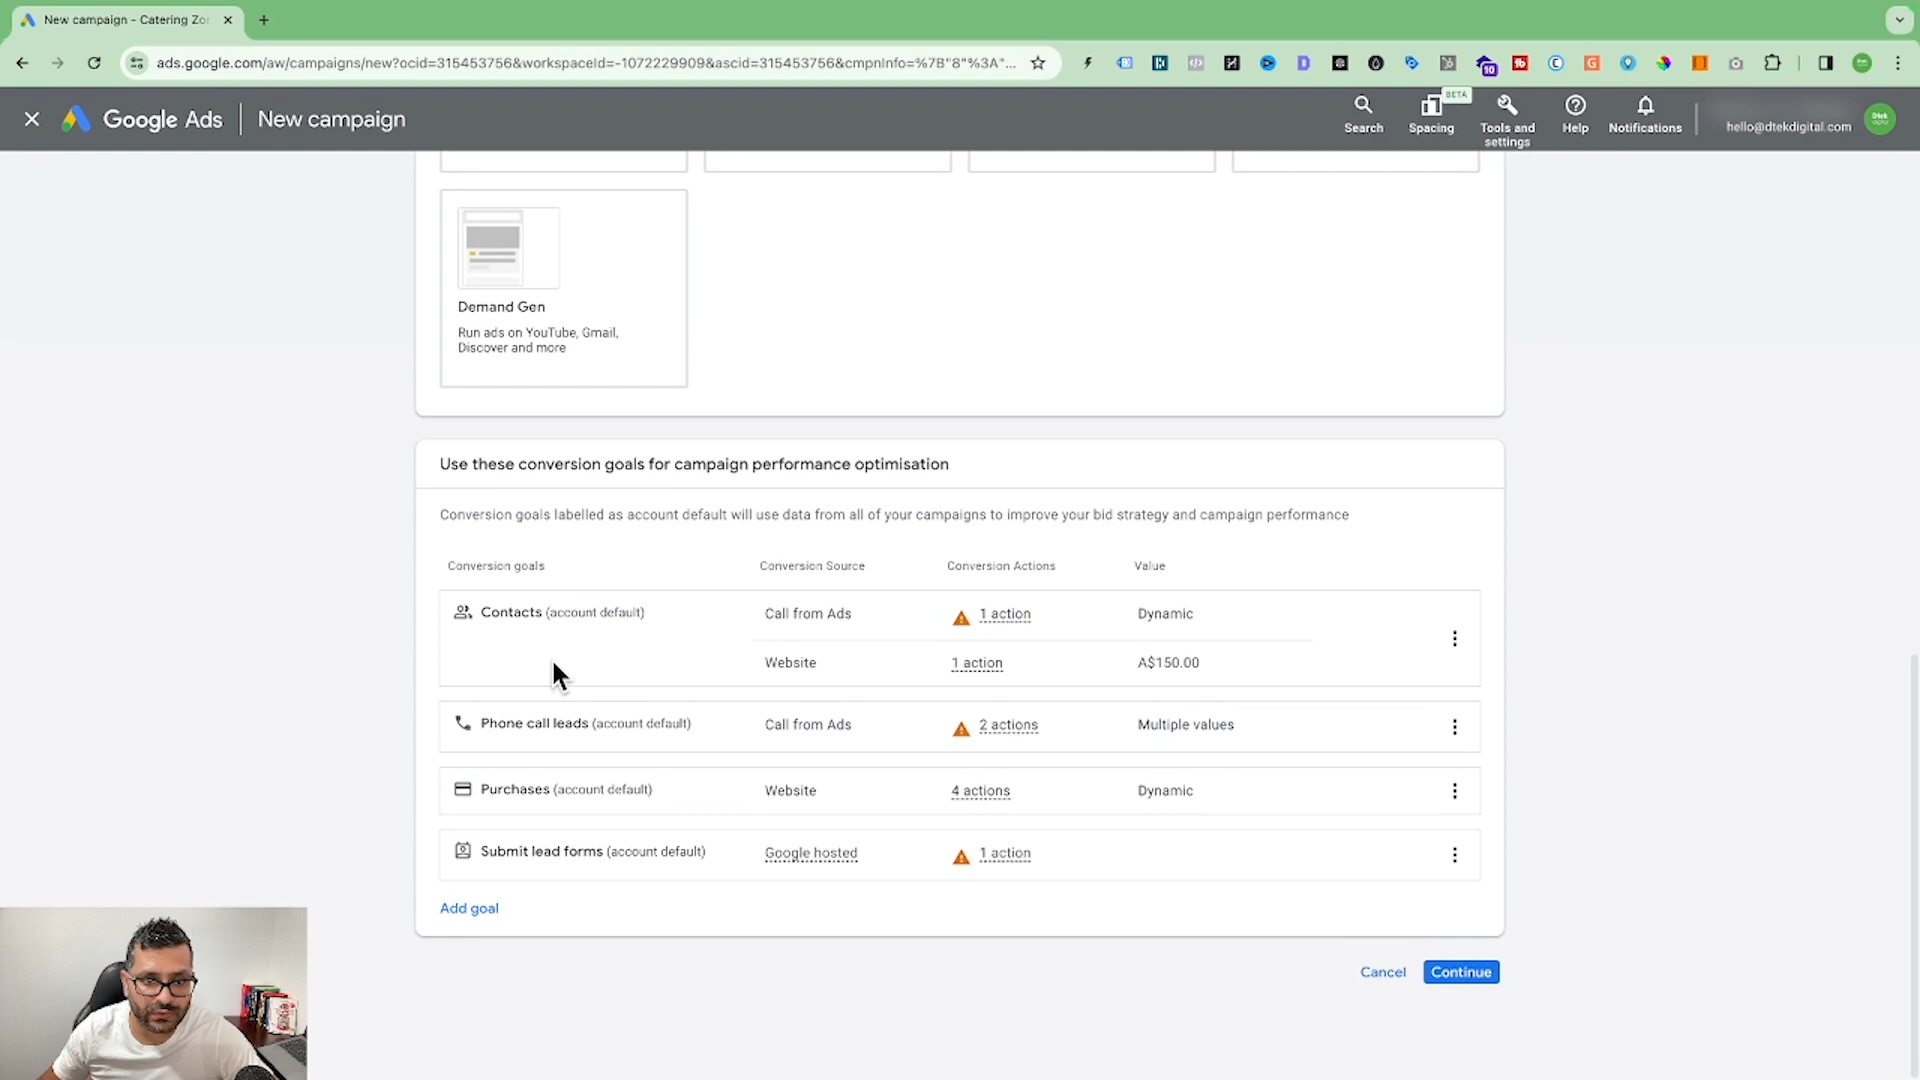 New campaign - Catering Zo
ads.google.com/aw/campaigns/new?ocid=315453756&workspaceId=-1072229909&ascid=315453756&cmpnInfo=%7B"8"%3A"...
10
Google Ads
New campaign
Search
BETA
Spacing
Tools and
settings
Help
Notifications
hello@dtekdigital.com
Dtek
Demand Gen
Run ads on YouTube, Gmail,
Discover and more
Use these conversion goals for campaign performance optimisation
Conversion goals labelled as account default will use data from all of your campaigns to improve your bid strategy and campaign performance
Conversion goals
Conversion Source
Conversion Actions
Value
Contacts (account default)
Call from Ads
1 action
Dynamic
Website
1 action
A$150.00
Phone call leads (account default)
Call from Ads
2 actions
Multiple values
Purchases (account default)
Website
4 actions
Dynamic
Submit lead forms (account default)
Google hosted
1 action
Add goal
Cancel
Continue